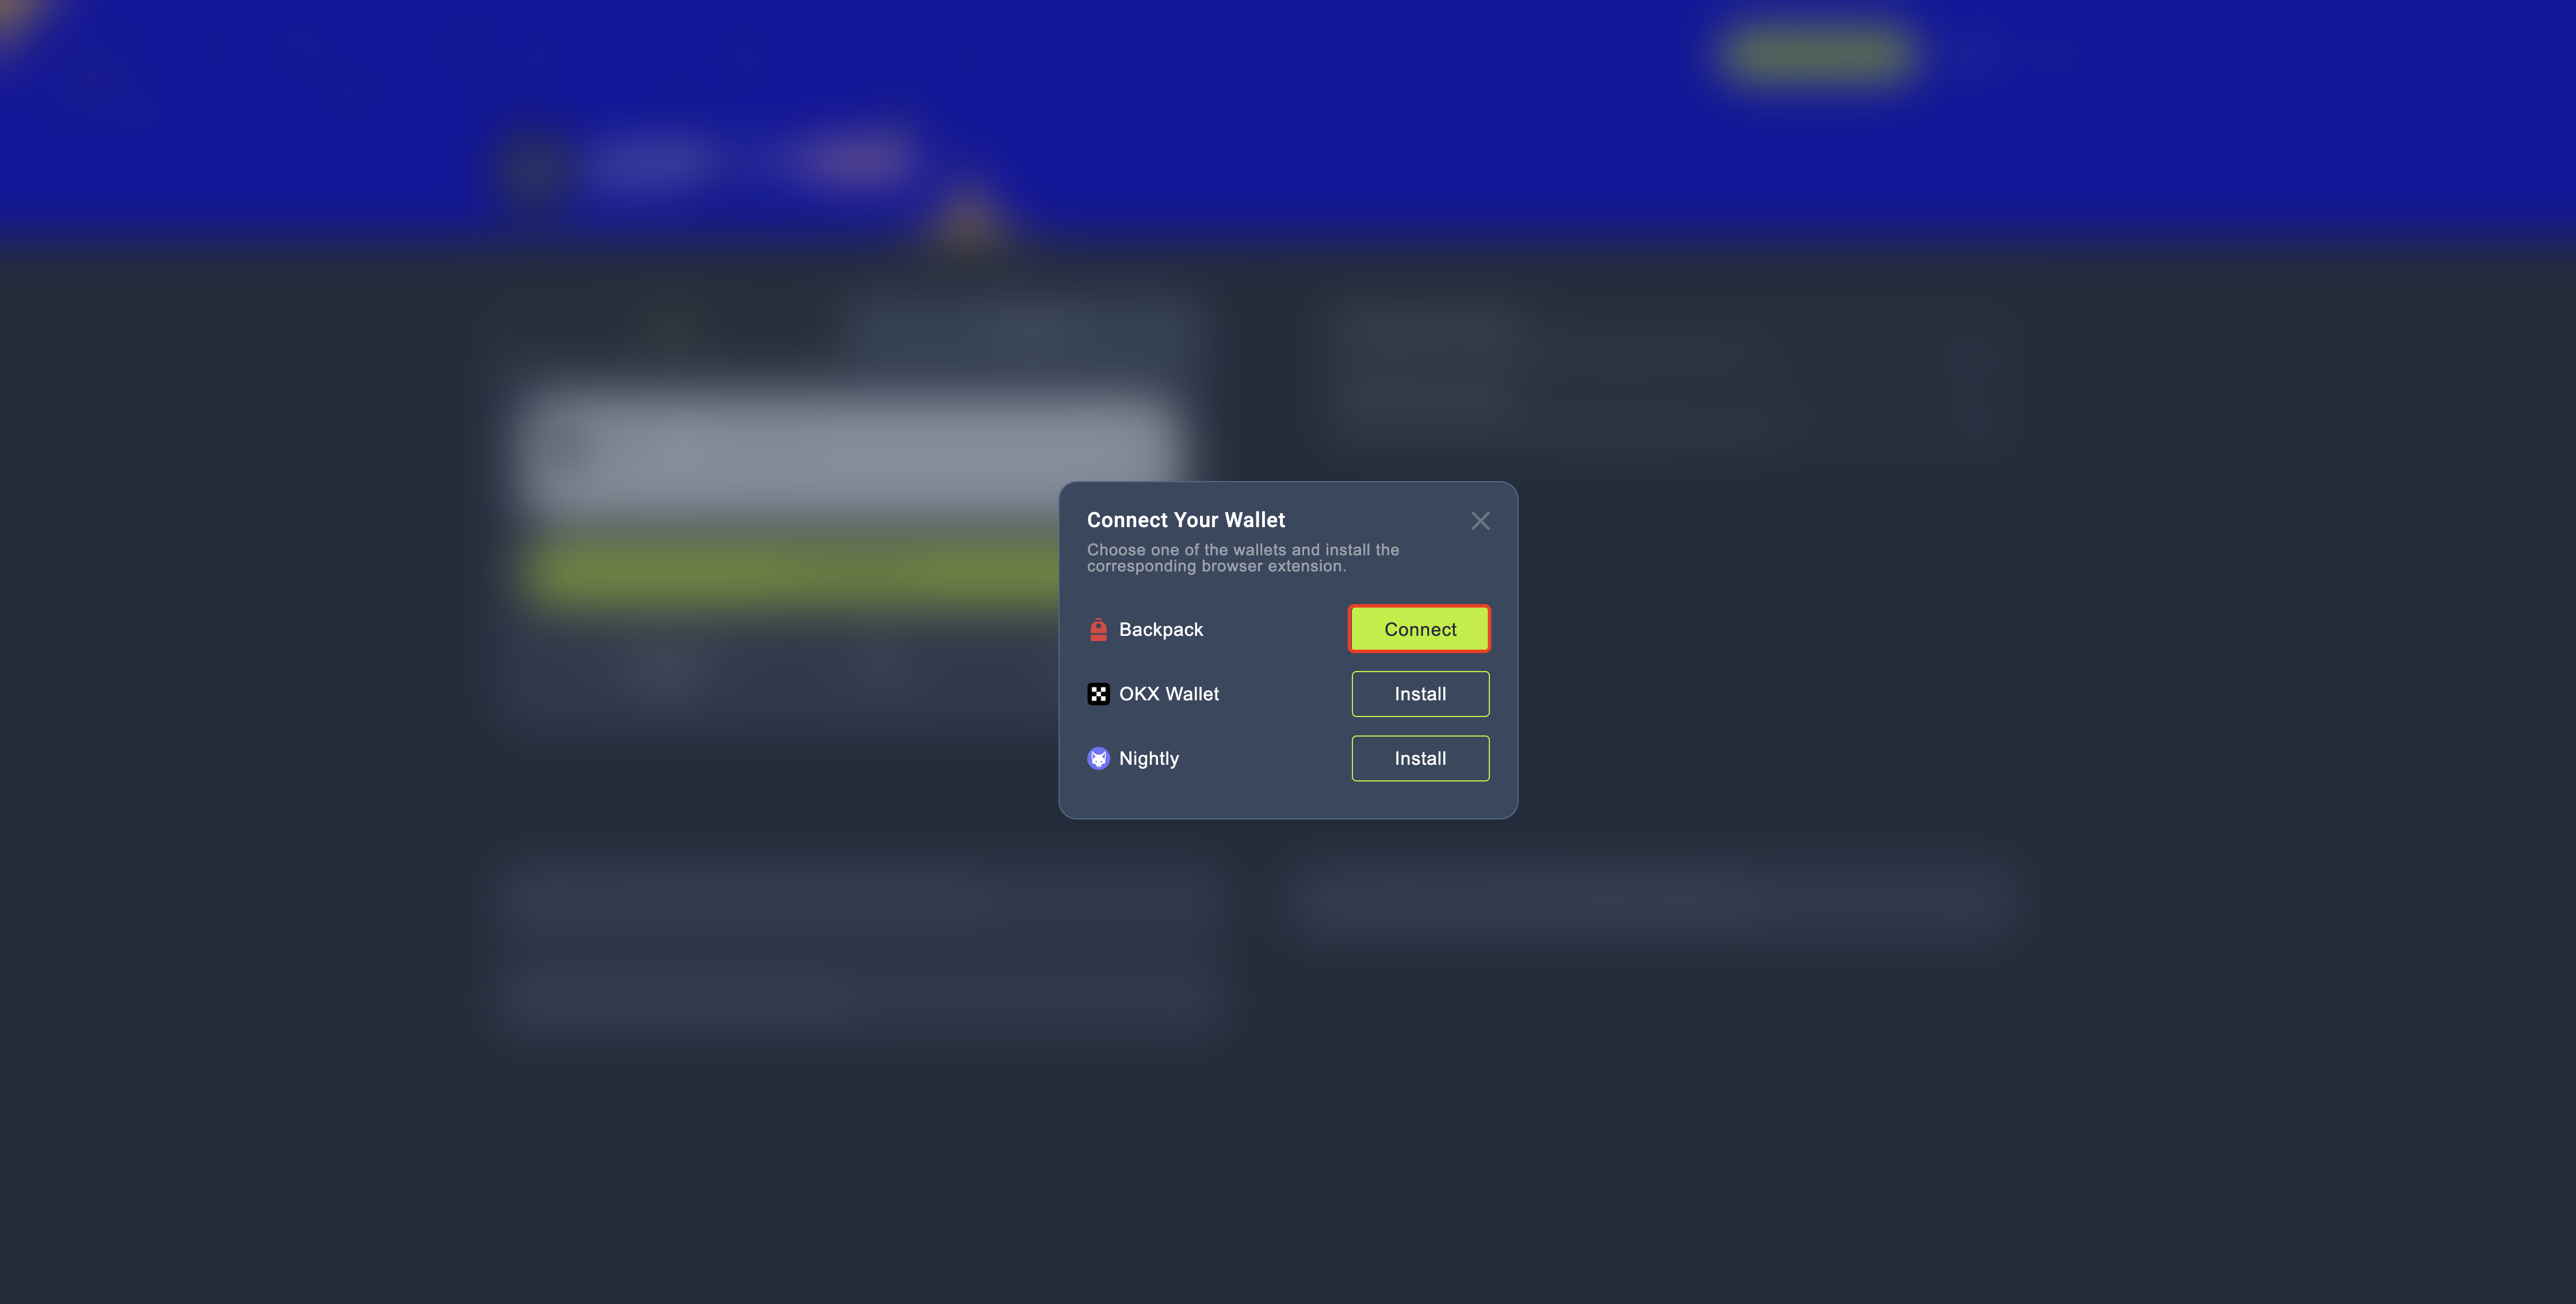 Connect Your Wallet
Choose one of the wallets and install the
corresponding browser extension.
Backpack
Connect
OKX Wallet
Install
Nightly
Install